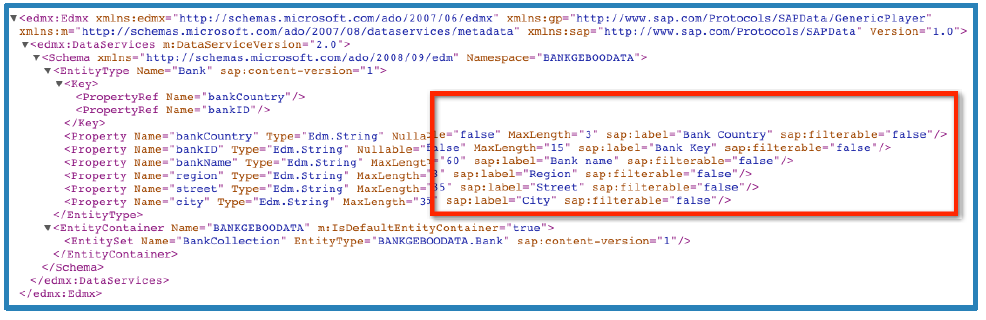 ▼<edmx:Edmx xmlns:edmx="http://schemas.microsoft.com/ado/2007/06/edmx" xmlns:gp="http://www.sap.com/Protocols/SAPData/GenericPlayer"
xmlns:m="http://schemas.microsoft.com/ado/2007/08/dataservices/metadata" xmlns:sap="http://www.sap.com/Protocols/SAPData" Version="1.0">
▼<edmx:DataServices m:DataServiceVersion="2.0">
▼<Schema xmlns="http://schemas.microsoft.com/ado/2008/09/edm" Namespace="BANKGEBOODATA">
▼<EntityType Name="Bank" sap:content-version="1">
▼<Key>
<PropertyRef Name="bankCountry"/>
<PropertyRef Name="bankID"/>
</Key>
<Property Name="bankCountry" Type="Edm.String" Nullable="false" MaxLength="3" sap:label="Bank Country" sap:filterable="false"/>
<Property Name="bankID" Type="Edm.String" Nullable="false" MaxLength="15" sap:label="Bank Key" sap:filterable="false"/>
<Property Name="bankName" Type="Edm.String" MaxLength="60" sap:label="Bank name" sap:filterable="false"/>
<Property Name="region" Type="Edm.String" MaxLength="3" sap:label="Region" sap:filterable="false"/>
<Property Name="street" Type="Edm.String" MaxLength="35" sap:label="Street" sap:filterable="false"/>
<Property Name="city" Type="Edm.String" MaxLength="35" sap:label="City" sap:filterable="false"/>
</EntityType>
▼<EntityContainer Name="BANKGEBOODATA" m:IsDefaultEntityContainer="true">
<EntitySet Name="BankCollection" EntityType="BANKGEBOODATA.Bank" sap:content-version="1"/>
</EntityContainer>
</Schema>
</edmx:DataServices>
</edmx:Edmx>